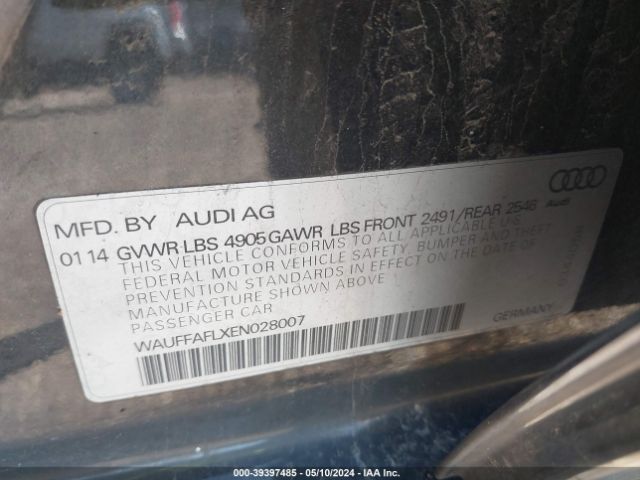 MFD. BY AUDI AG
01 14 GVWR LBS 4905 GAWR LBS FRONT 2491/REAR 2546 Audi
THIS VEHICLE CONFORMS TO ALL APPLICABLE U.S.
FEDERAL MOTOR VEHICLE SAFETY, BUMPER AND THEFT
PREVENTION STANDARDS IN EFFECT ON THE DATE OF
MANUFACTURE SHOWN ABOVE
PASSENGER CAR
WAUFFAFLXEN028007
GERMANY
000-39397485 - 05/10/2024 - IAA Inc.